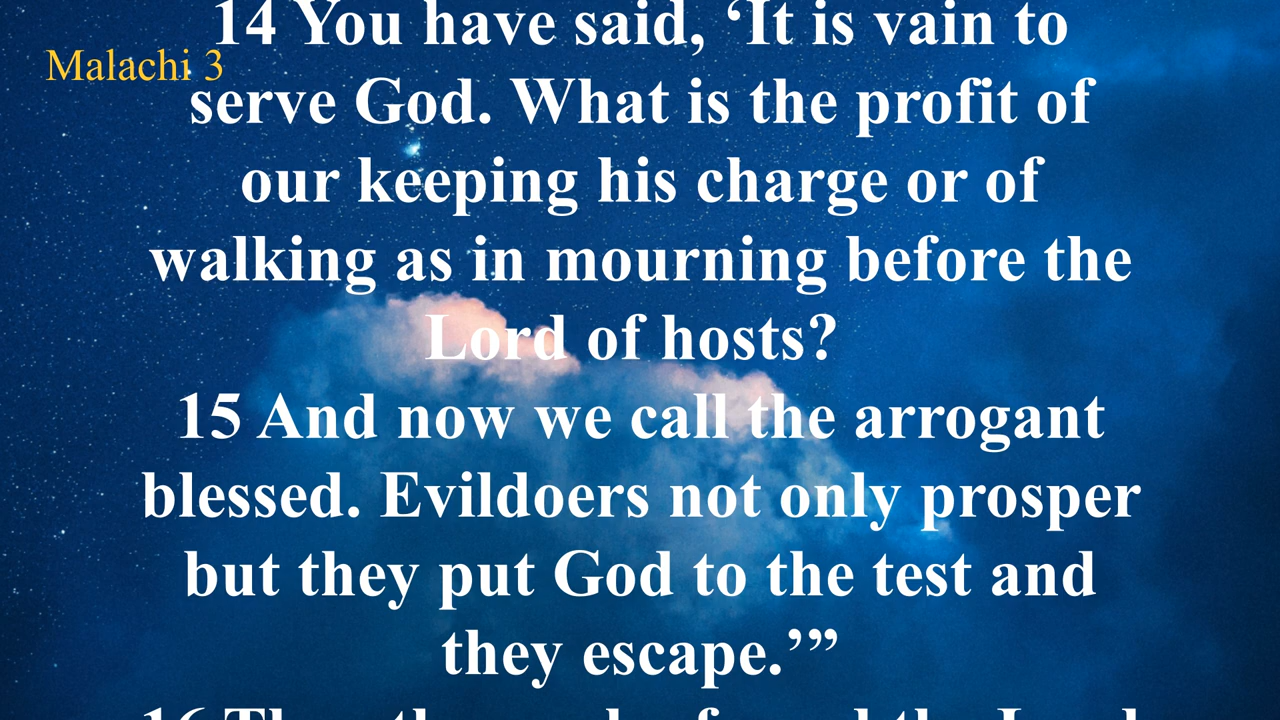 14 You have said, ‘It is vain to
Malachi 3
serve God. What is the profit of
our keeping his charge or of
walking as in mourning before the
Lord of hosts?
15 And now we call the arrogant
blessed. Evildoers not only prosper
but they put God to the test and
they escape.’”